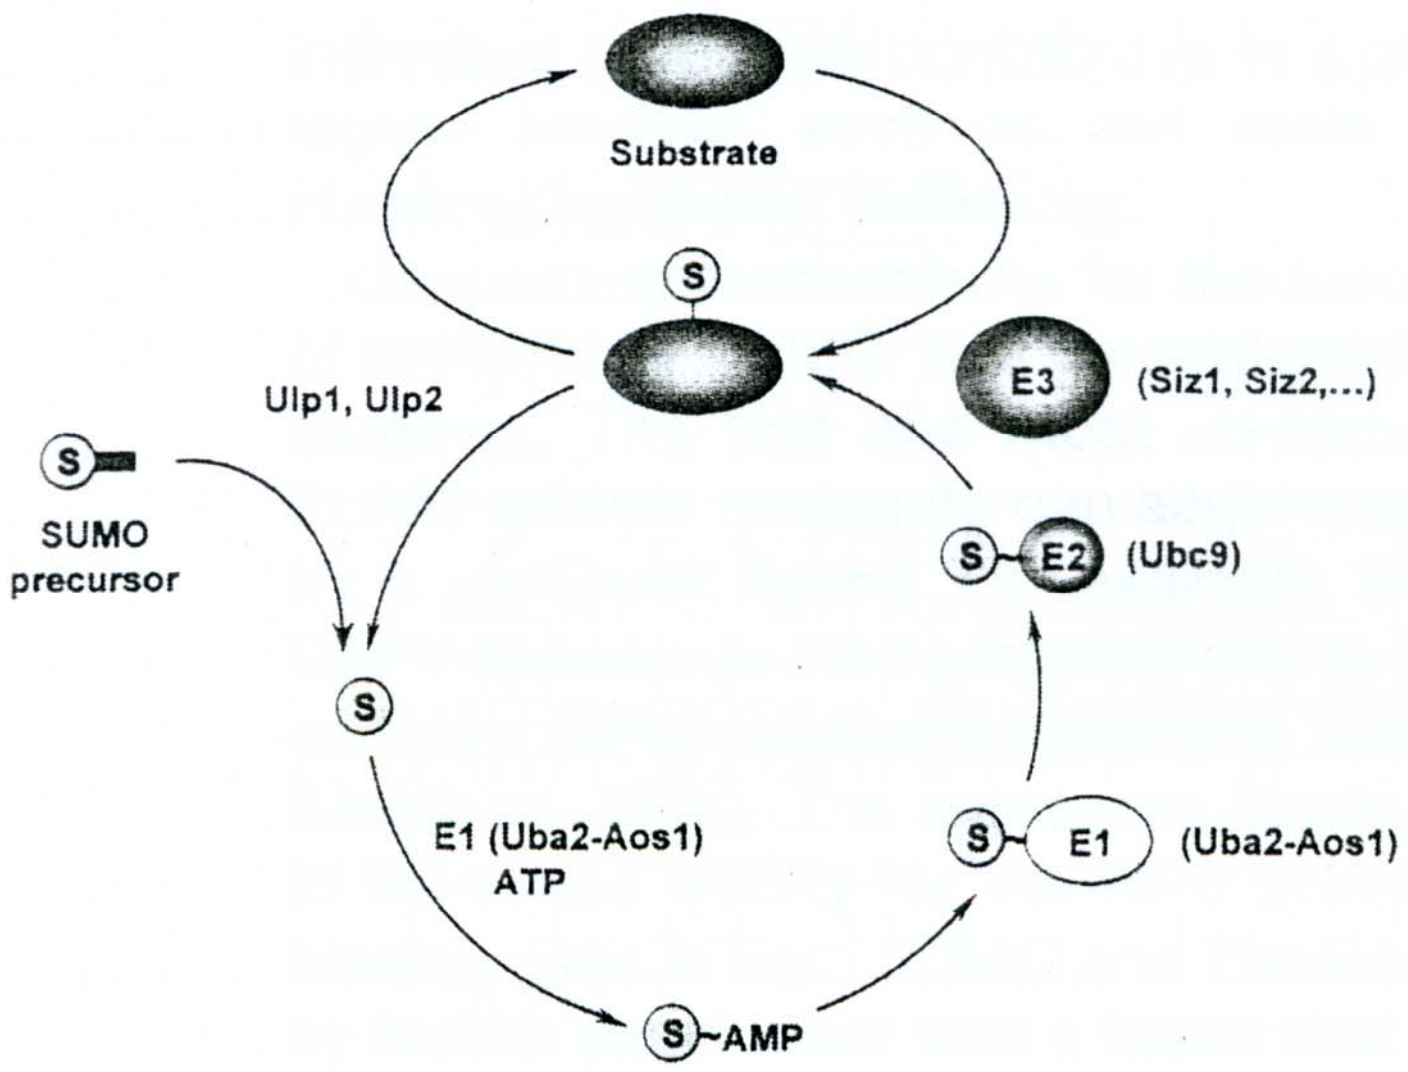 Substrate
S
E3 (Siz1, Siz2,...)
Ulp1, Ulp2
S
SUMO
precursor
S~E2 (Ubc9)
S
E1 (Uba2-Aos1)
ATP
S~E1 (Uba2-Aos1)
S~AMP